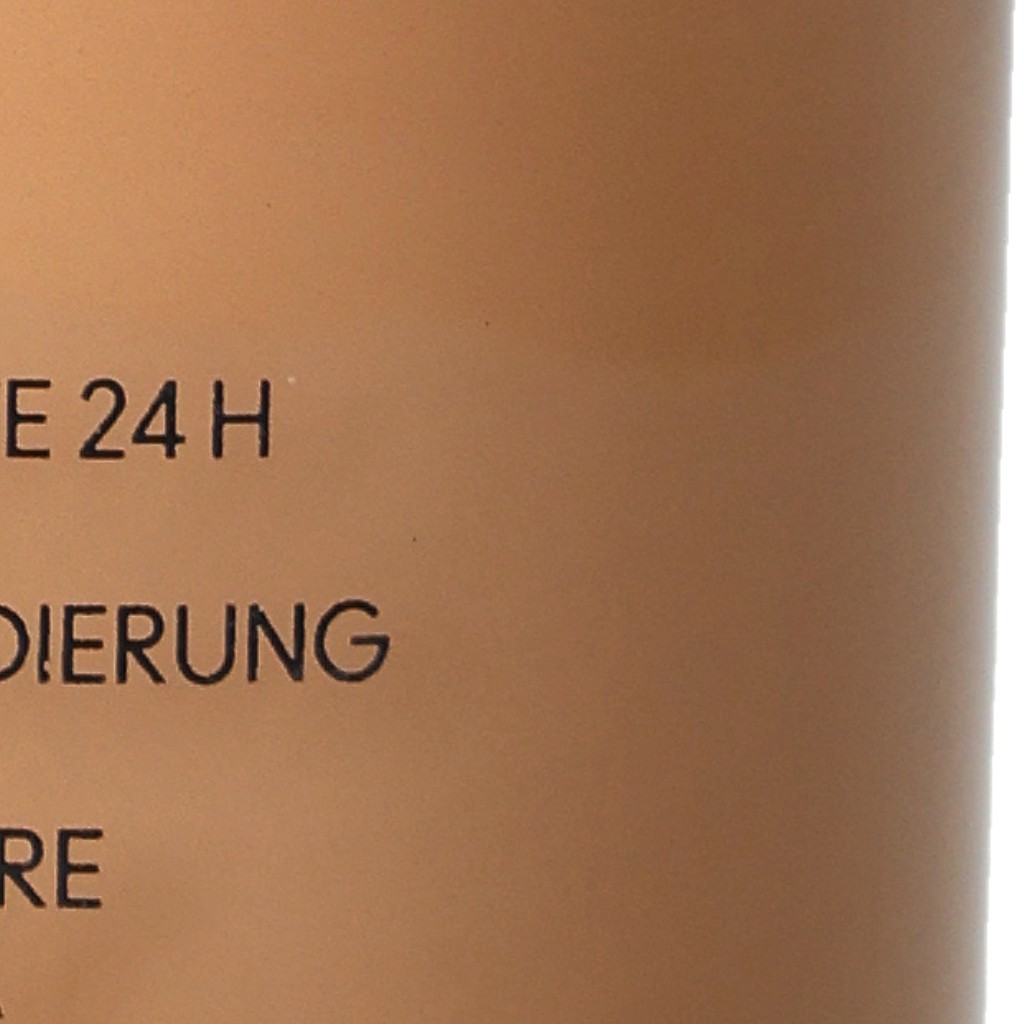 E 24 H
DIERUNG
RE